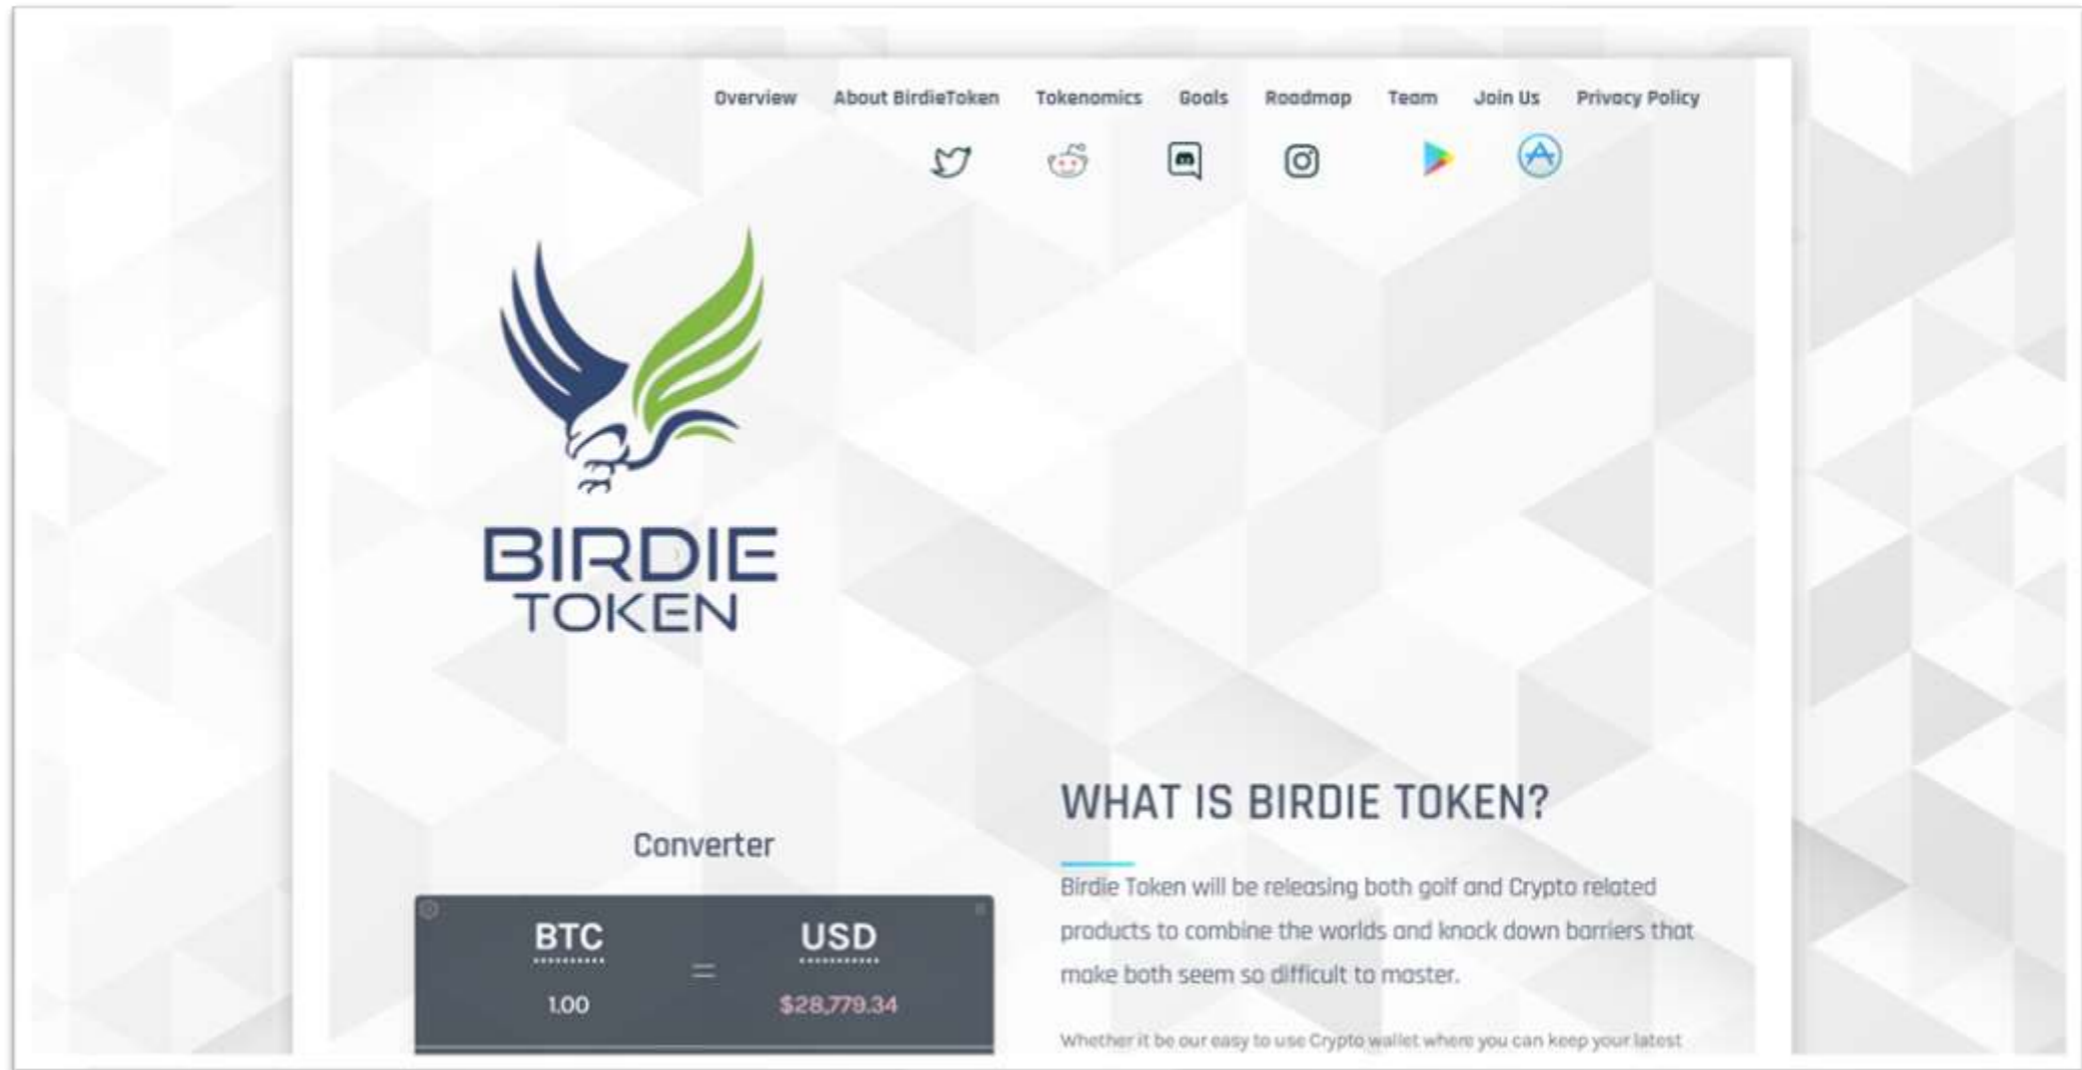 Overview About BirdieToken Tokenomics Goals Roadmap Team Join Us Privacy Policy
BIRDIE
TOKEN
WHAT IS BIRDIE TOKEN?
Converter
Birdie Token will be releasing both golf and Crypto related
products to combine the worlds and knock down barriers that
make both seem so difficult to master.
BTC = USD
1.00 $28,779.34
Whether it be our easy to use Crypto wallet where you can keep your latest